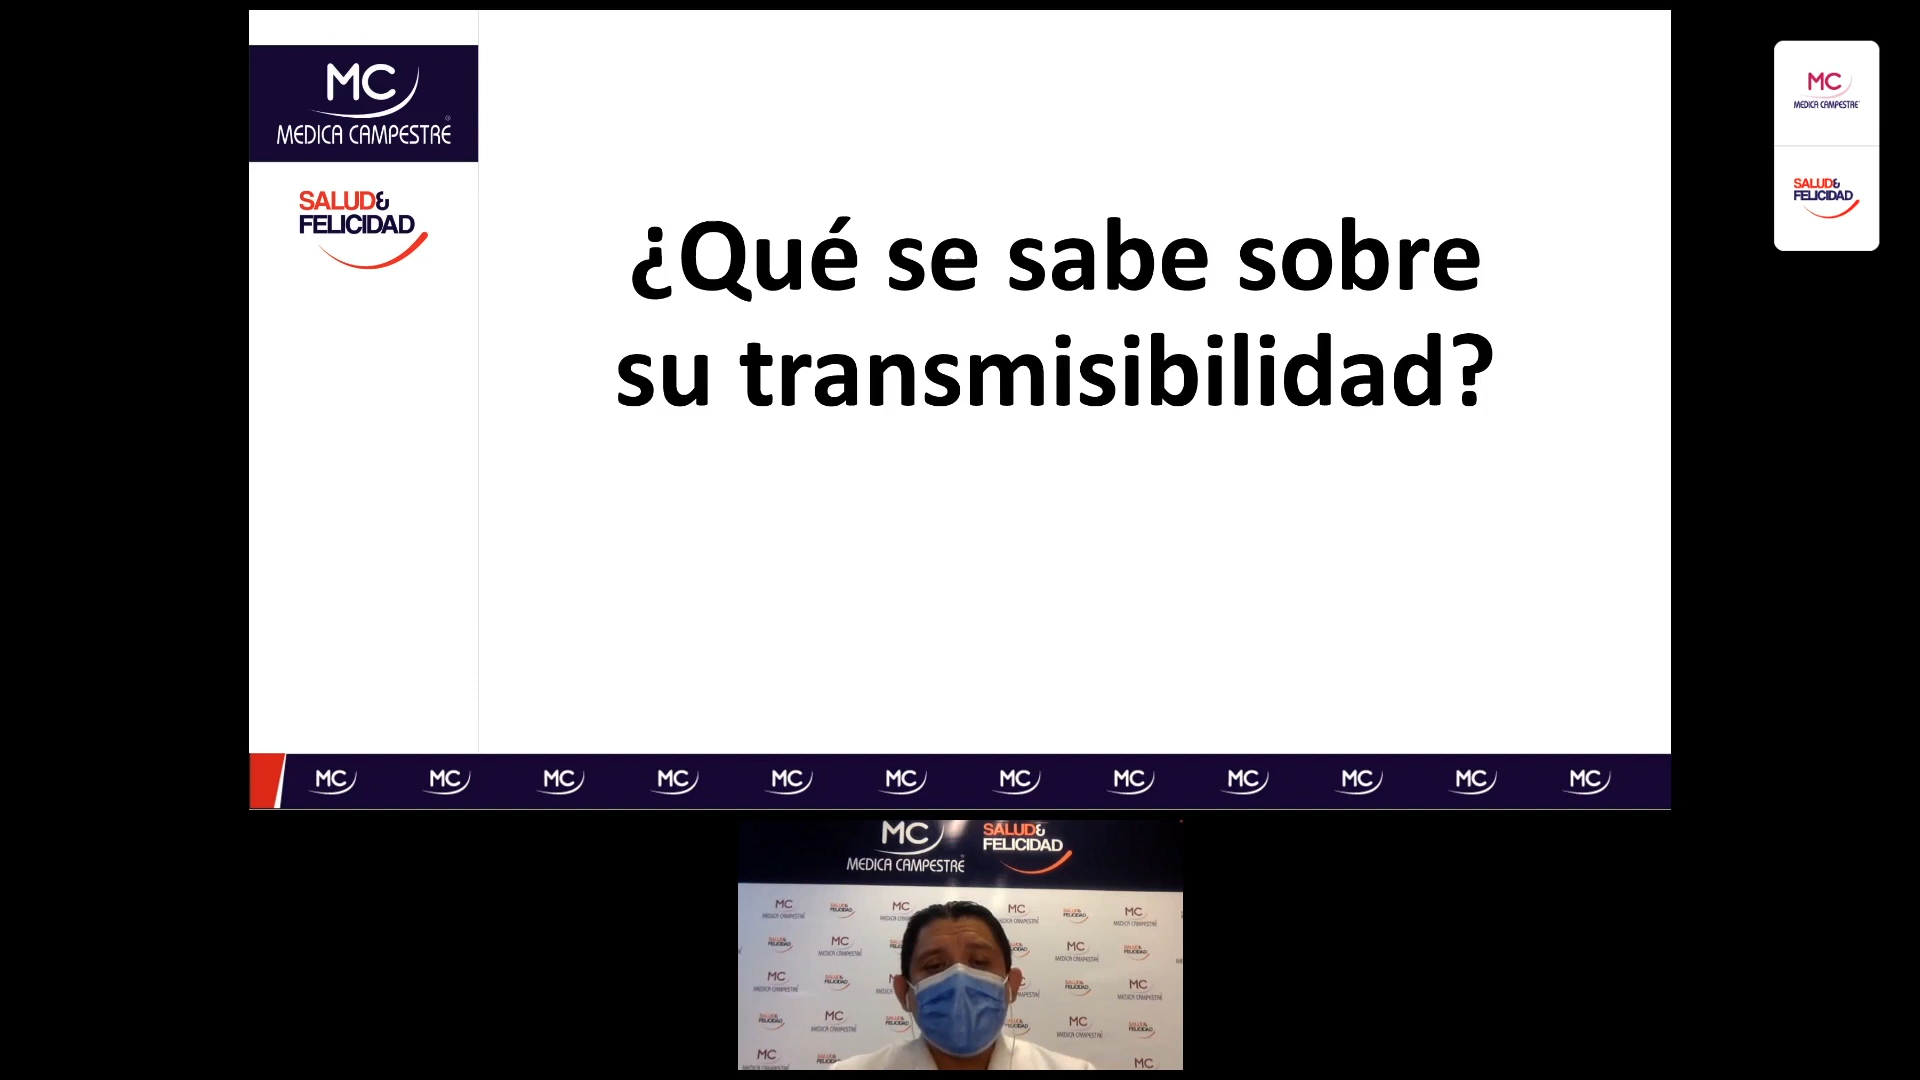 MC
MEDICA CAMPESTRE®
SALUD&
FELICIDAD
¿Qué se sabe sobre
su transmisibilidad?
MC
MEDICA CAMPESTRE
SALUD&
FELICIDAD
MC MC MC MC MC MC MC MC MC MC MC MC
MC
MEDICA CAMPESTRE
SALUD&
FELICIDAD